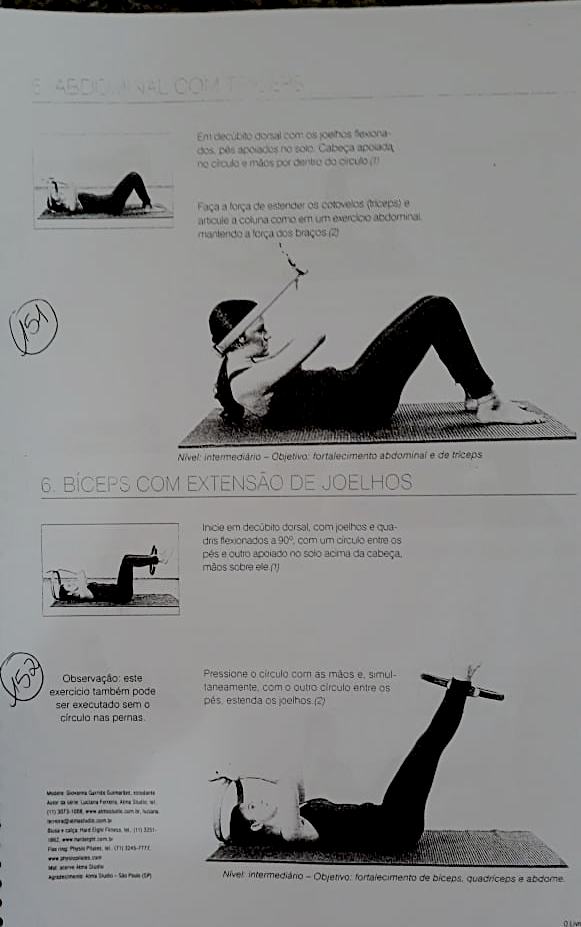 5. ABDOMINAL COM TRÍCEPS
Em decúbito dorsal com os joelhos flexiona-
dos, pés apoiados no solo. Cabeça apoiada
no círculo e mãos por dentro do círculo.(1)
Faça a força de estender os cotovelos (tríceps) e
articule a coluna como em um exercício abdominal,
mantendo a força dos braços.(2)
151
Nível: intermediário – Objetivo: fortalecimento abdominal e de tríceps
6. BÍCEPS COM EXTENSÃO DE JOELHOS
Inicie em decúbito dorsal, com joelhos e qua-
dris flexionados a 90º, com um círculo entre os
pés e outro apoiado no solo acima da cabeça,
mãos sobre ele.(1)
152
Observação: este
exercício também pode
ser executado sem o
círculo nas pernas.
Pressione o círculo com as mãos e, simul-
taneamente, com o outro círculo entre os
pés, estenda os joelhos.(2)
Modelo: Giovanna Garrido Guimarães, estudante
Autor da série: Luciana Ferreira, Alma Studio, tel.
(11) 3073-1088, www.almastudio.com.br, luciana.
ferreira@almastudio.com.br
Blusa e calça: Hard Eight Fitness, tel. (11) 3251-
1862, www.hardeight.com.br
Flex ring: Physio Pilates, tel. (71) 3245-7777,
www.physiopilates.com
Mat: acervo Alma Studio
Agradecimento: Alma Studio – São Paulo (SP)
Nível: intermediário – Objetivo: fortalecimento de bíceps, quadríceps e abdome.